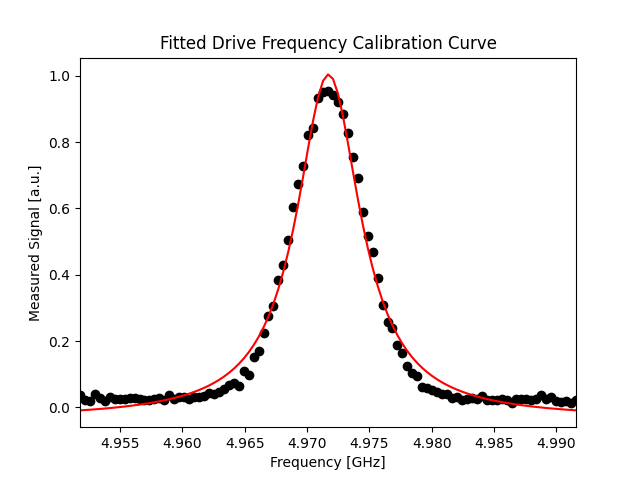 Fitted Drive Frequency Calibration Curve
Measured Signal [a.u.]
1.0
0.8
0.6
0.4
0.2
0.0
4.955 4.960 4.965 4.970 4.975 4.980 4.985 4.990
Frequency [GHz]